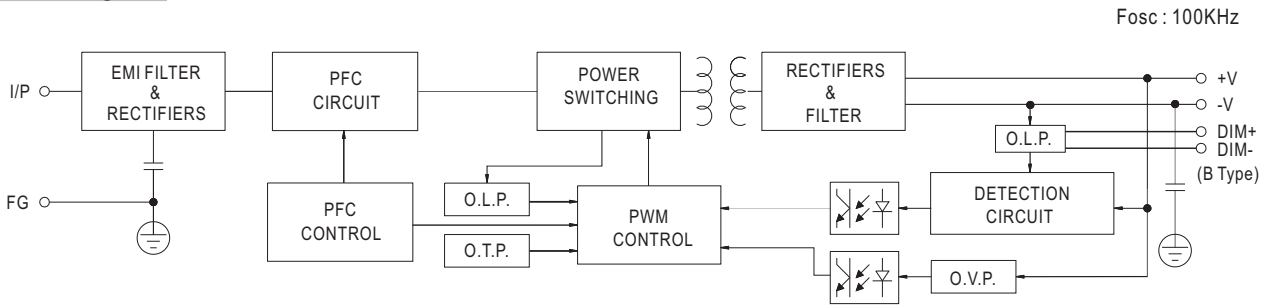 Fosc : 100KHz
I/P
EMI FILTER
&
RECTIFIERS
PFC
CIRCUIT
POWER
SWITCHING
RECTIFIERS
&
FILTER
+V
-V
DIM+
DIM-
(B Type)
O.L.P.
FG
PFC
CONTROL
O.L.P.
O.T.P.
PWM
CONTROL
DETECTION
CIRCUIT
O.V.P.